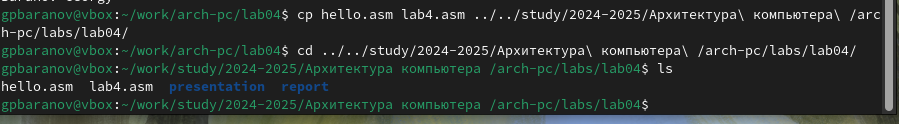 gpbaranov@vbox:~/work/arch-pc/lab04$ cp hello.asm lab4.asm ../../study/2024-2025/Архитектура\ компьютера\ /arc
h-pc/labs/lab04/
gpbaranov@vbox:~/work/arch-pc/lab04$ cd ../../study/2024-2025/Архитектура\ компьютера\ /arch-pc/labs/lab04/
gpbaranov@vbox:~/work/study/2024-2025/Архитектура компьютера /arch-pc/labs/lab04$ ls
hello.asm  lab4.asm  presentation  report
gpbaranov@vbox:~/work/study/2024-2025/Архитектура компьютера /arch-pc/labs/lab04$